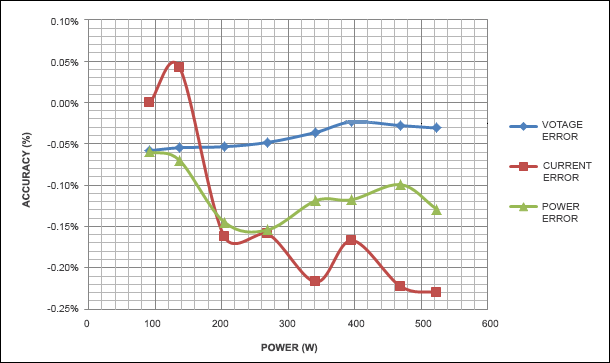 0.10%
0.05%
0.00%
-0.05%
-0.10%
-0.15%
-0.20%
-0.25%
ACCURACY (%)
0 100 200 300 400 500 600
POWER (W)
VOTAGE
ERROR
CURRENT
ERROR
POWER
ERROR